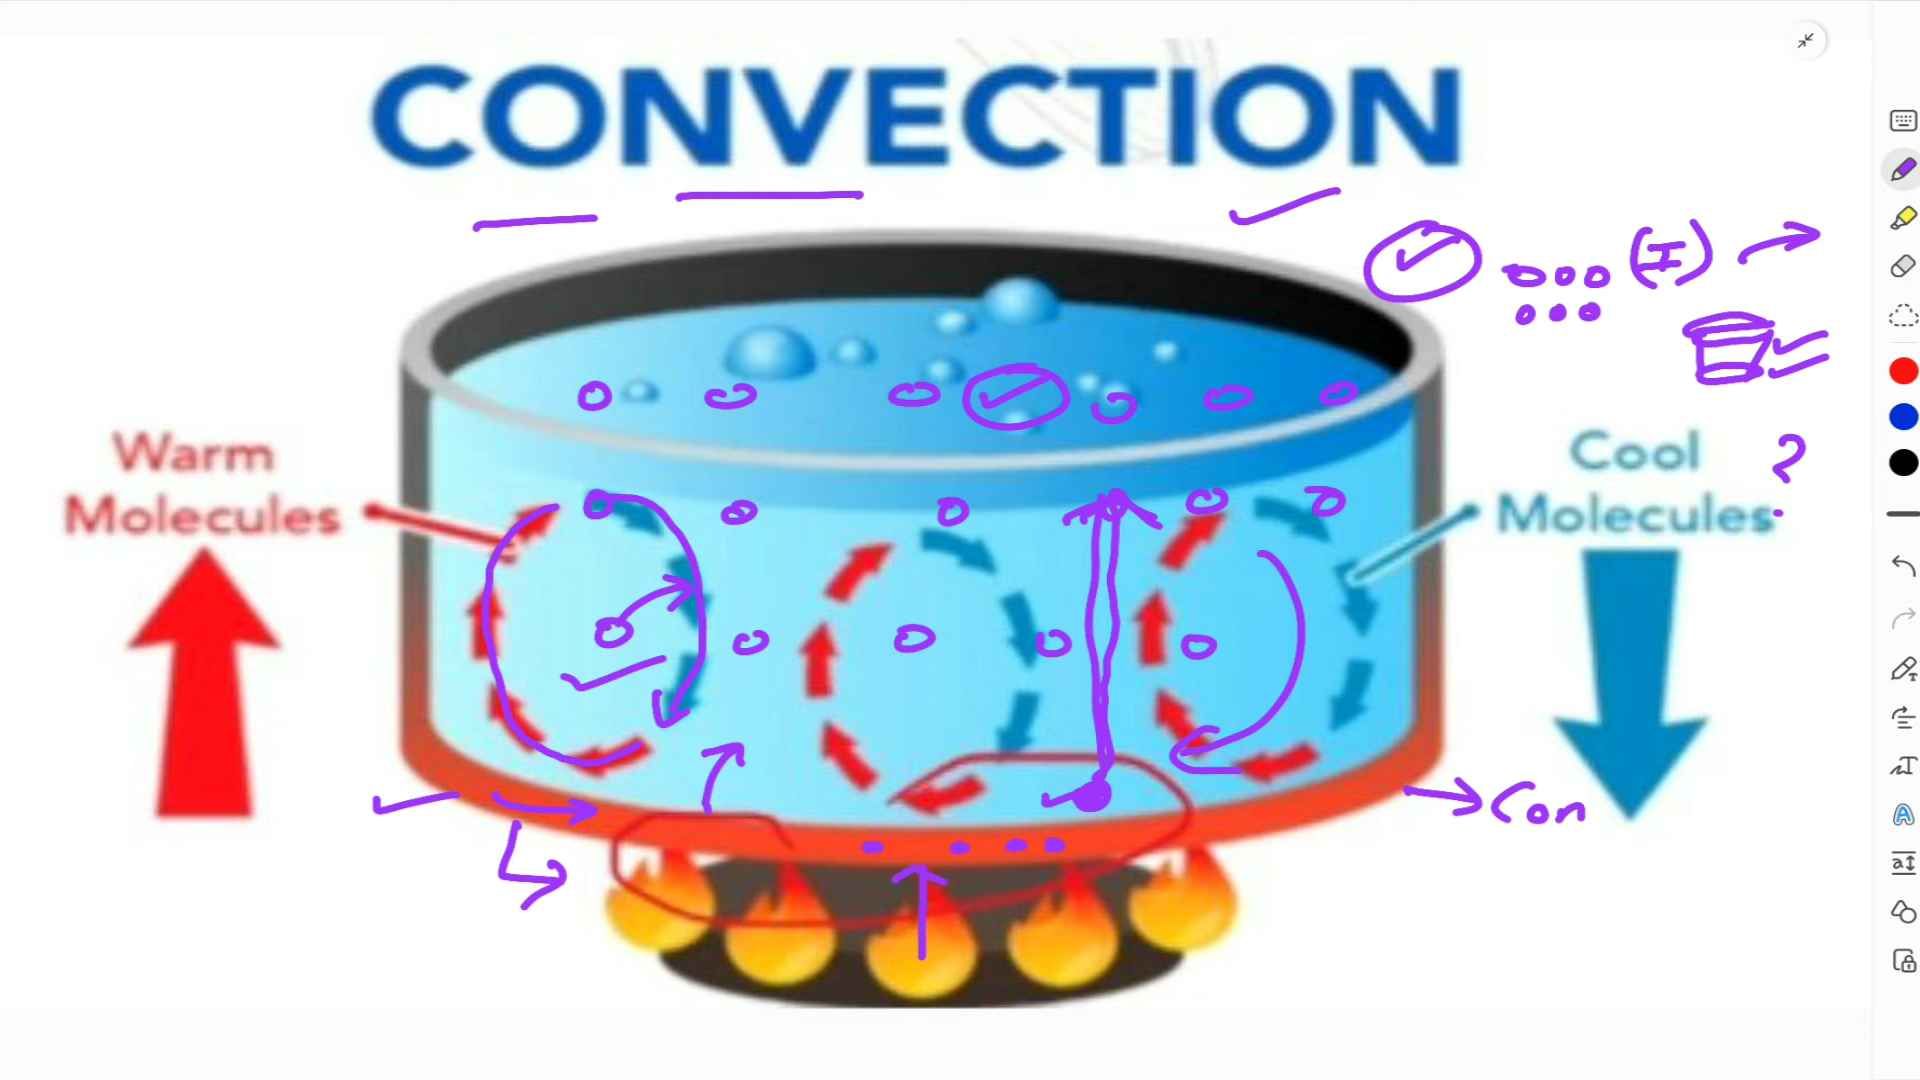 CONVECTION
(I)
Warm
Molecules
Cool
Molecules
?
Con